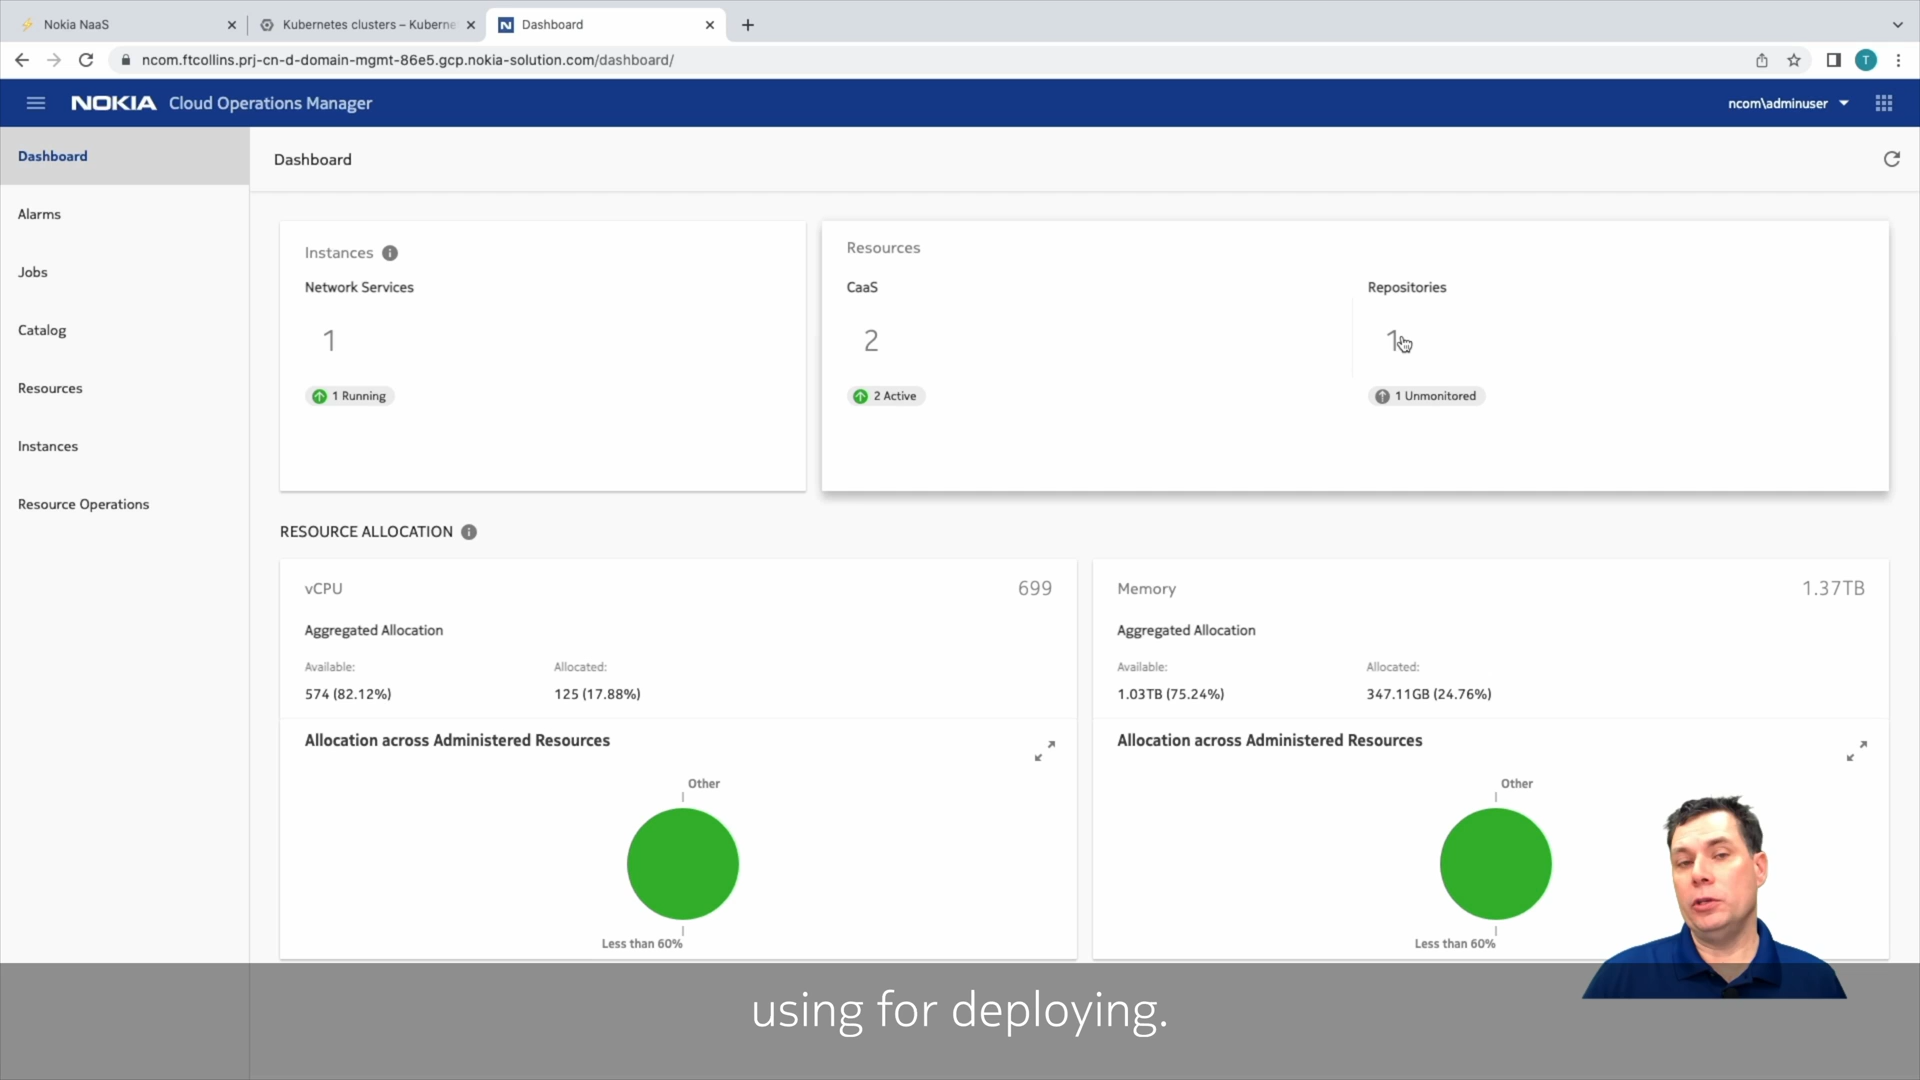 Nokia NaaS
Kubernetes clusters – Kuberne
Dashboard
ncom.ftcollins.prj-cn-d-domain-mgmt-86e5.gcp.nokia-solution.com/dashboard/
T
NOKIA Cloud Operations Manager
ncom\adminuser
Dashboard
Alarms
Jobs
Catalog
Resources
Instances
Resource Operations
Dashboard
Instances
Network Services
1
1 Running
Resources
CaaS
2
2 Active
Repositories
1
1 Unmonitored
RESOURCE ALLOCATION
vCPU
699
Aggregated Allocation
Available:
Allocated:
574 (82.12%)
125 (17.88%)
Allocation across Administered Resources
Other
Less than 60%
Memory
1.37TB
Aggregated Allocation
Available:
Allocated:
1.03TB (75.24%)
347.11GB (24.76%)
Allocation across Administered Resources
Other
Less than 60%
using for deploying.